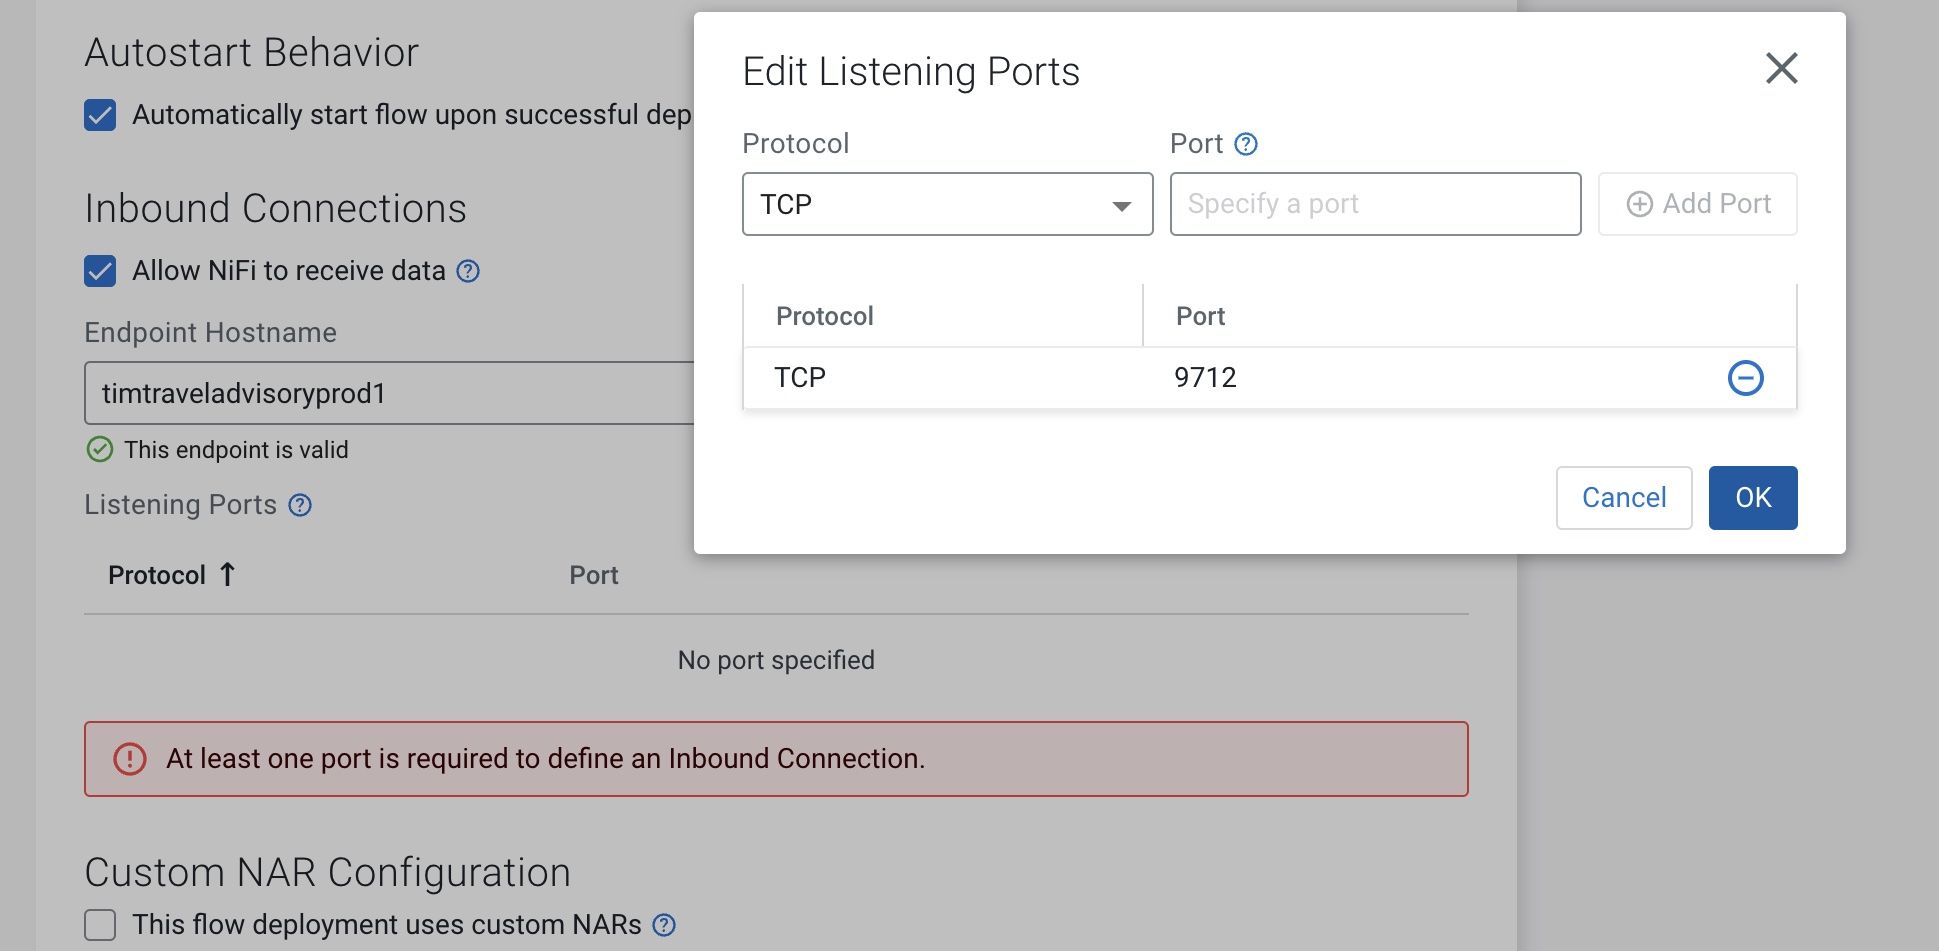 Autostart Behavior
Automatically start flow upon successful dep
Inbound Connections
Allow NiFi to receive data
Endpoint Hostname
timtraveladvisoryprod1
This endpoint is valid
Listening Ports
Protocol Port
No port specified
At least one port is required to define an Inbound Connection.
Custom NAR Configuration
This flow deployment uses custom NARs
Edit Listening Ports
Protocol Port
TCP Specify a port Add Port
Protocol Port
TCP 9712
Cancel OK